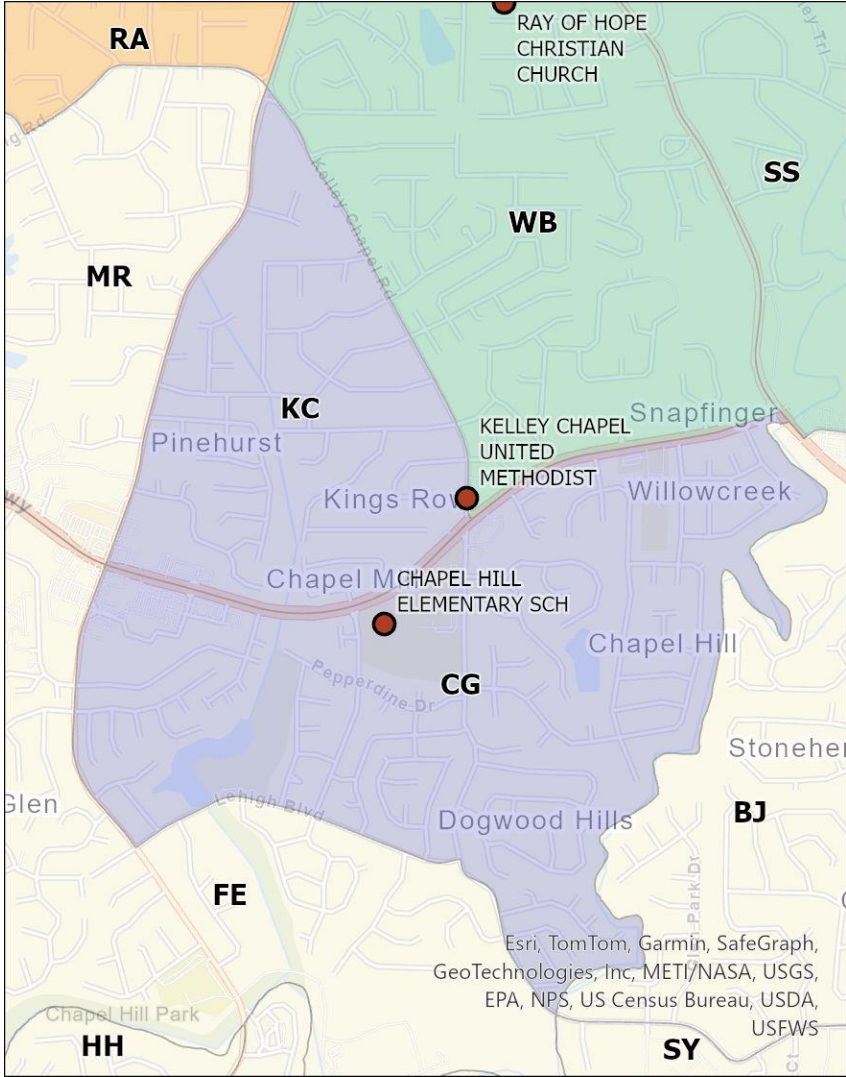 RAY OF HOPE
CHRISTIAN
CHURCH
RA
SS
WB
Kelley Chapel Rd
MR
KC
Snapfinger
KELLEY CHAPEL
UNITED
METHODIST
Pinehurst
Willowcreek
Kings Row
Chapel M
CHAPEL HILL
ELEMENTARY SCH
Chapel Hill
Pepperdine Dr
CG
Stoneher
Glen
Lehigh Blvd
Dogwood Hills
BJ
FE
Esri, TomTom, Garmin, SafeGraph,
GeoTechnologies, Inc, METI/NASA, USGS,
EPA, NPS, US Census Bureau, USDA,
USFWS
Chapel Hill Park
HH
SY